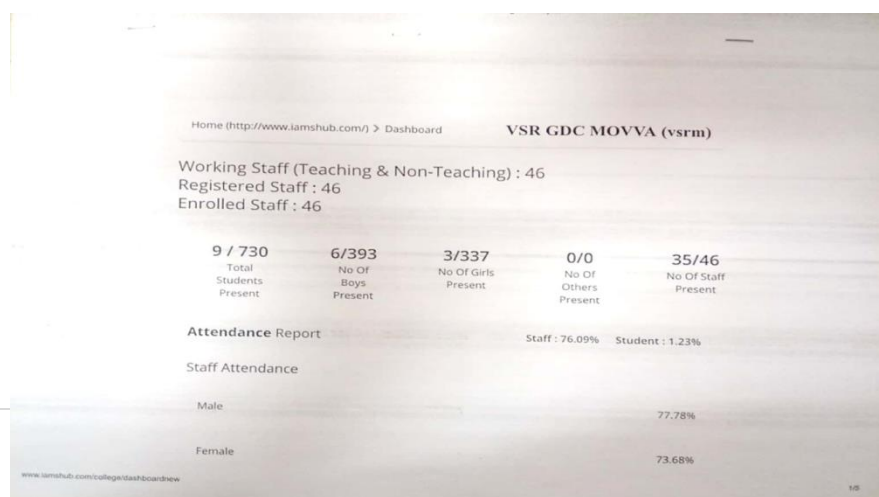 Home (http://www.iamshub.com/) > Dashboard VSR GDC MOVVA (vsrm)
Working Staff (Teaching & Non-Teaching) : 46
Registered Staff : 46
Enrolled Staff : 46
9 / 730 6/393 3/337 0/0 35/46
Total No Of No Of Girls No Of No Of Staff
Students Boys Present Others Present
Present Present Present
Attendance Report Staff : 76.09% Student : 1.23%
Staff Attendance
Male 77.78%
Female 73.68%
www.iamshub.com/college/dashboardnew 1/8